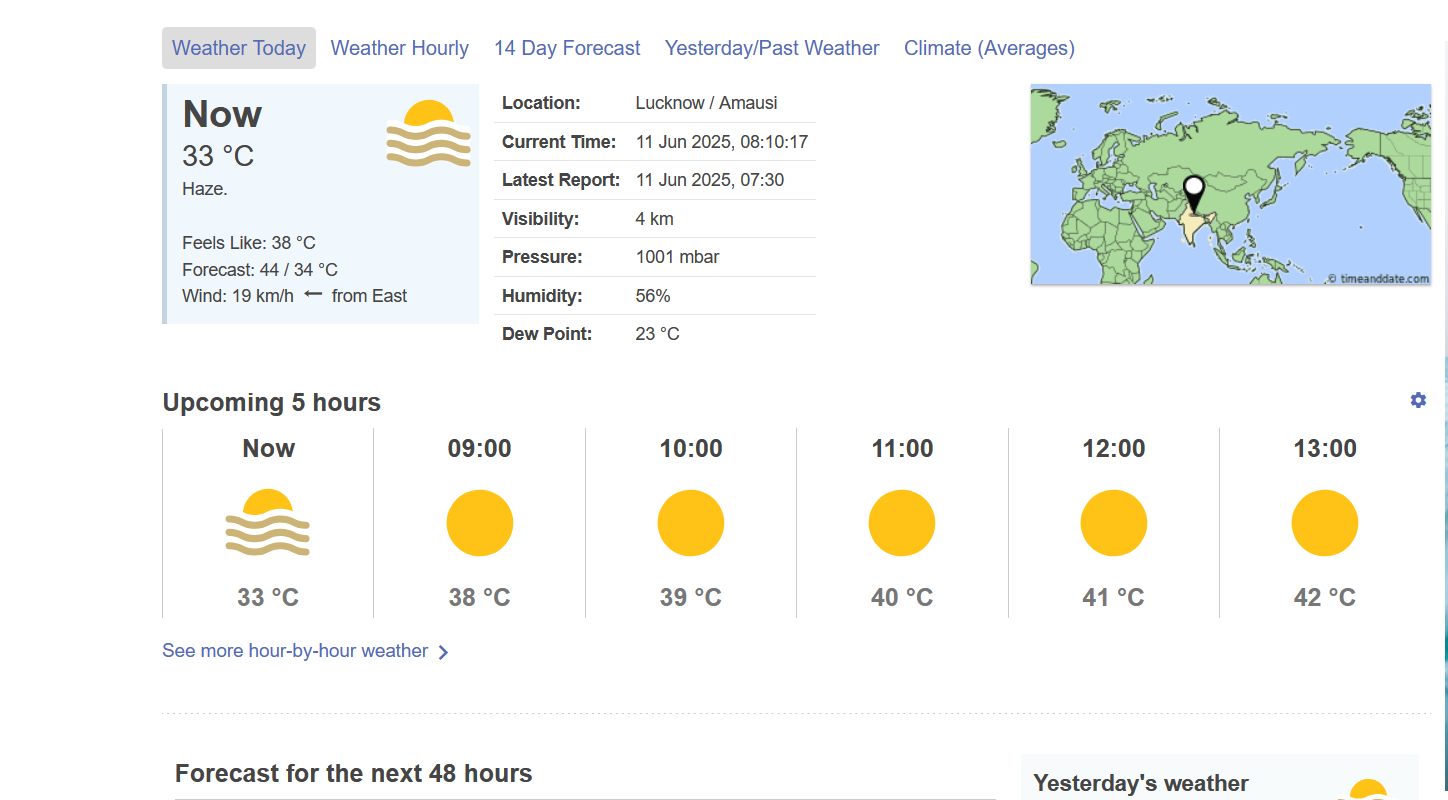 Weather Today Weather Hourly 14 Day Forecast Yesterday/Past Weather Climate (Averages)
Now
33 °C
Haze.
Feels Like: 38 °C
Forecast: 44 / 34 °C
Wind: 19 km/h ← from East
Location: Lucknow / Amausi
Current Time: 11 Jun 2025, 08:10:17
Latest Report: 11 Jun 2025, 07:30
Visibility: 4 km
Pressure: 1001 mbar
Humidity: 56%
Dew Point: 23 °C
© timeanddate.com
Upcoming 5 hours
Now 09:00 10:00 11:00 12:00 13:00
33 °C 38 °C 39 °C 40 °C 41 °C 42 °C
See more hour-by-hour weather
Forecast for the next 48 hours
Yesterday's weather